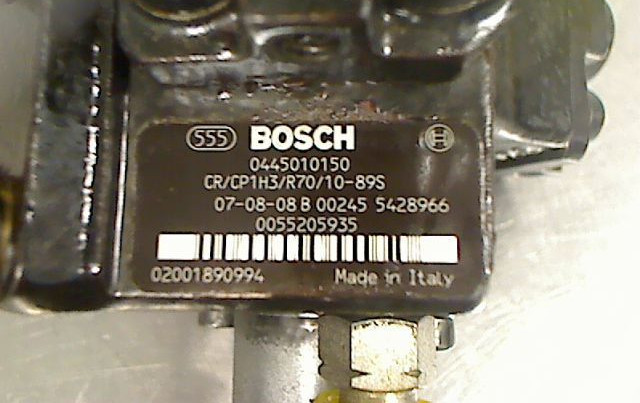 555 BOSCH
0445010150
CR/CP1H3/R70/10-89S
07-08-08 B 00245 5428966
0055205935
02001890994 Made in Italy